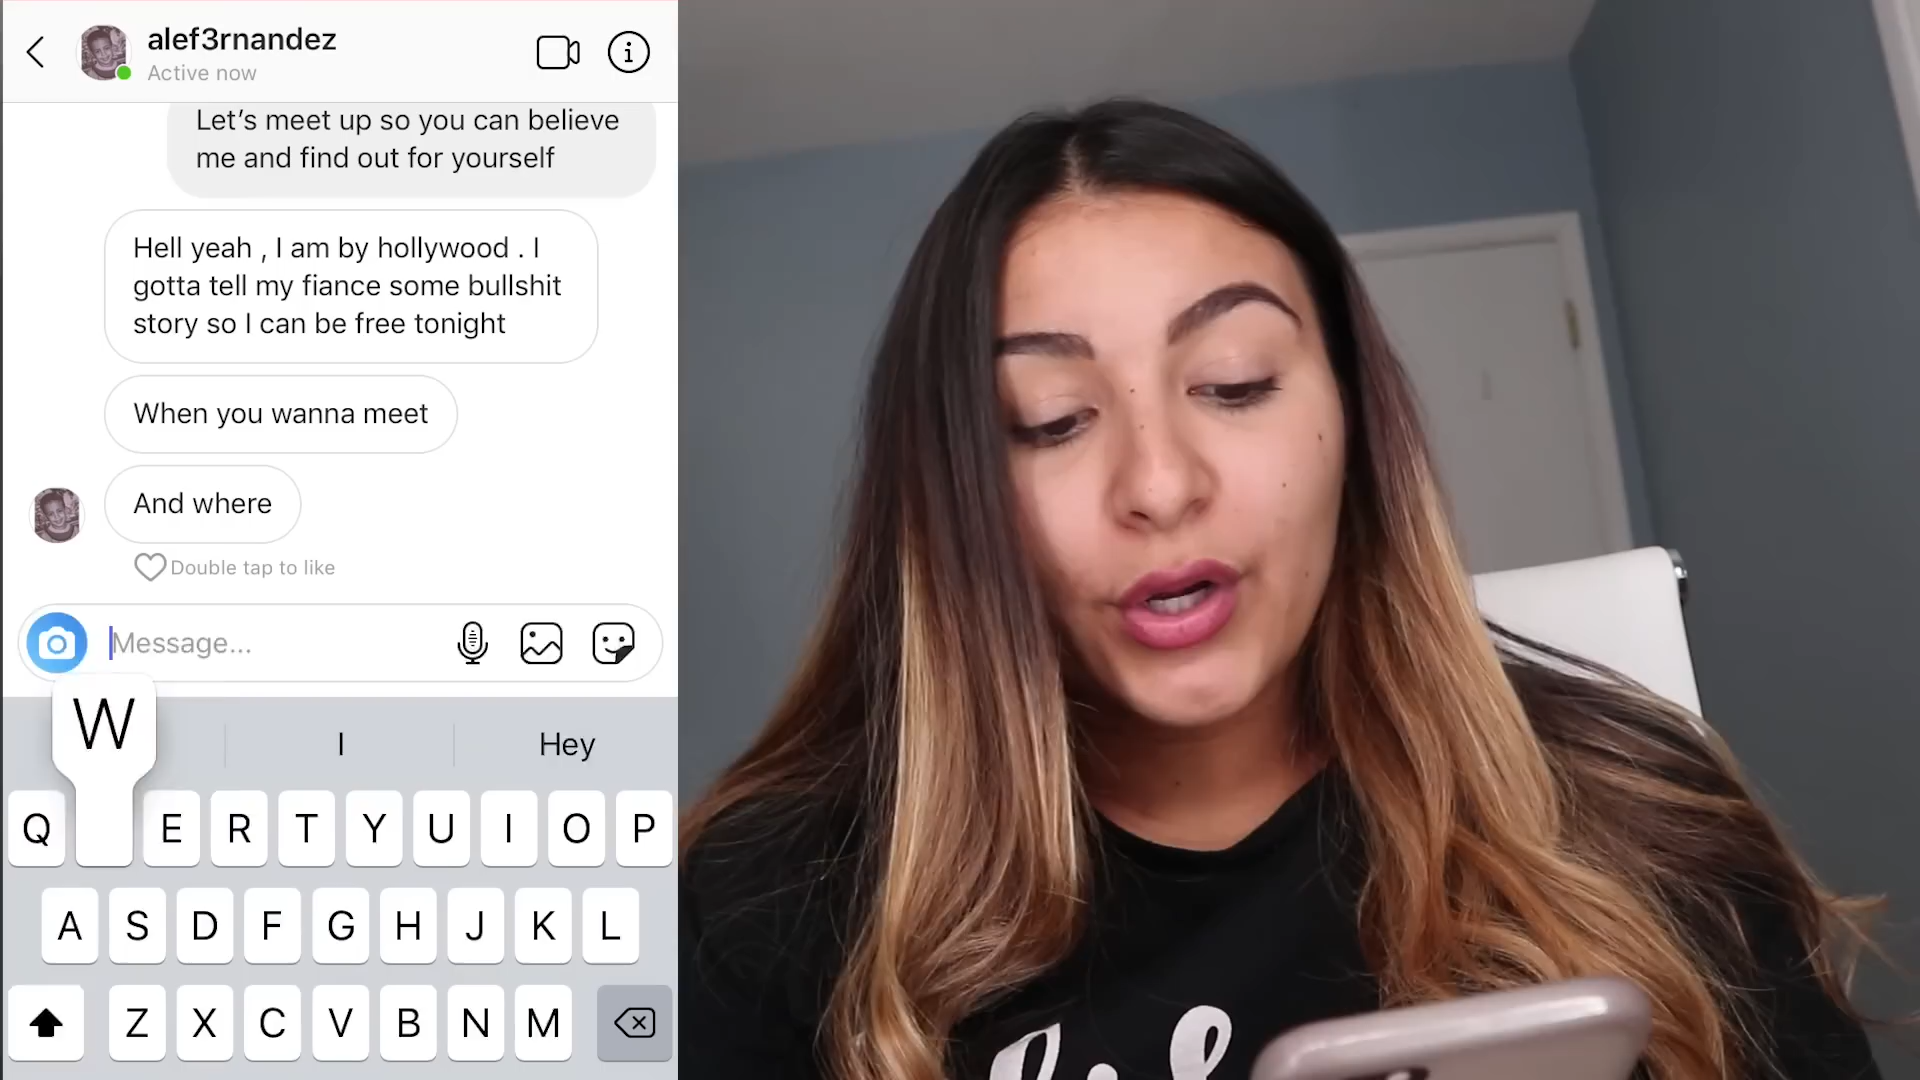 alef3rnandez
Active now
Let’s meet up so you can believe
me and find out for yourself
Hell yeah , I am by hollywood . I
gotta tell my fiance some bullshit
story so I can be free tonight
When you wanna meet
And where
Double tap to like
Message...
W
I Hey
Q E R T Y U I O P
A S D F G H J K L
Z X C V B N M